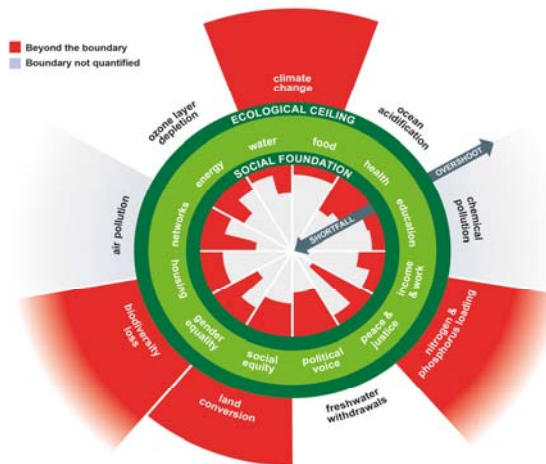 Beyond the boundary
Boundary not quantified
climate
change
ozone layer
depletion
ocean
acidification
ECOLOGICAL CEILING
water
food
energy
health
SOCIAL FOUNDATION
OVERSHOOT
SHORTFALL
networks
education
air pollution
chemical
pollution
housing
income
& work
gender
equality
peace &
justice
social
equity
political
voice
biodiversity
loss
nitrogen &
phosphorus loading
land
conversion
freshwater
withdrawals